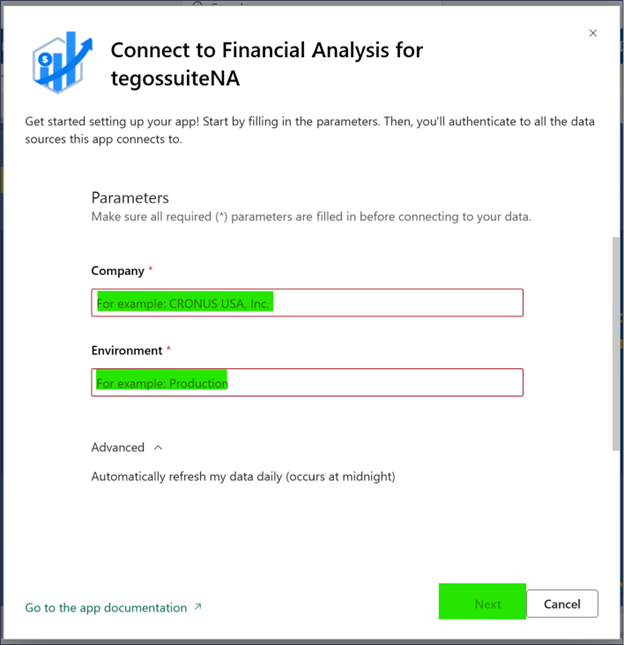 Connect to Financial Analysis for
tegossuiteNA
Get started setting up your app! Start by filling in the parameters. Then, you'll authenticate to all the data
sources this app connects to.
Parameters
Make sure all required (*) parameters are filled in before connecting to your data.
Company *
For example: CRONUS USA, Inc.
Environment *
For example: Production
Advanced
Automatically refresh my data daily (occurs at midnight)
Go to the app documentation
Next
Cancel